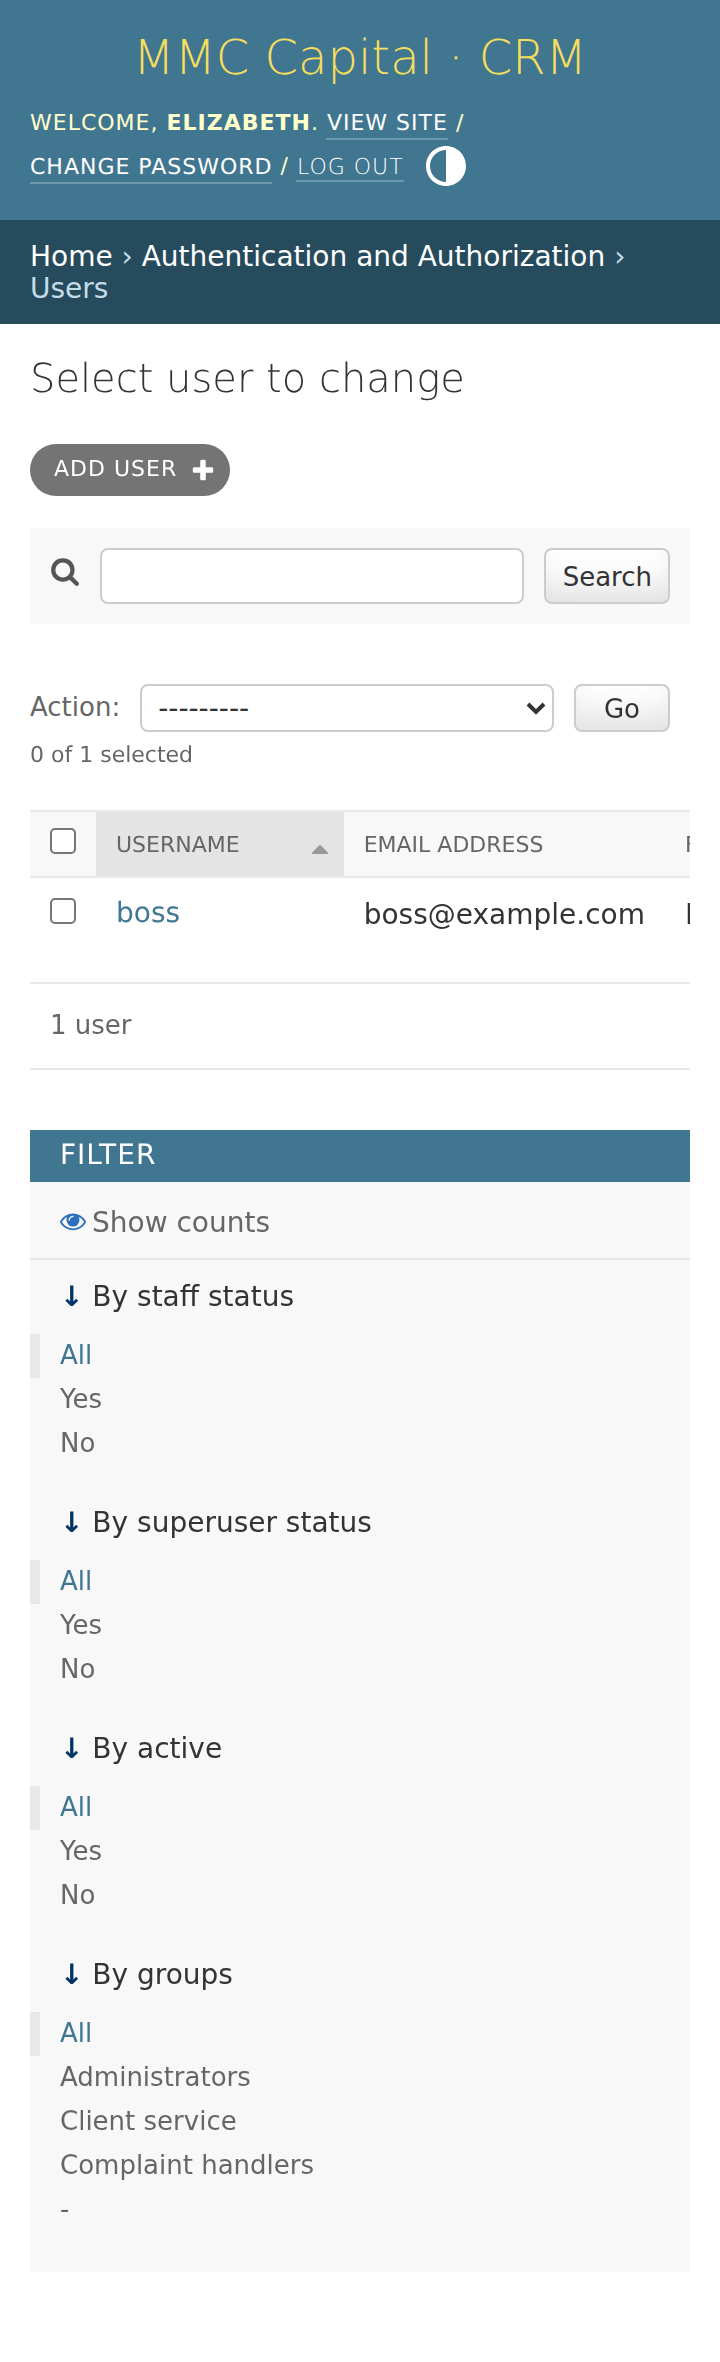 MMC Capital · CRM
WELCOME, ELIZABETH. VIEW SITE /
CHANGE PASSWORD / LOG OUT
Home › Authentication and Authorization ›
Users
Select user to change
ADD USER
Search
Action: --------- Go
0 of 1 selected
USERNAME EMAIL ADDRESS
boss boss@example.com
1 user
FILTER
Show counts
↓ By staff status
All
Yes
No
↓ By superuser status
All
Yes
No
↓ By active
All
Yes
No
↓ By groups
All
Administrators
Client service
Complaint handlers
-